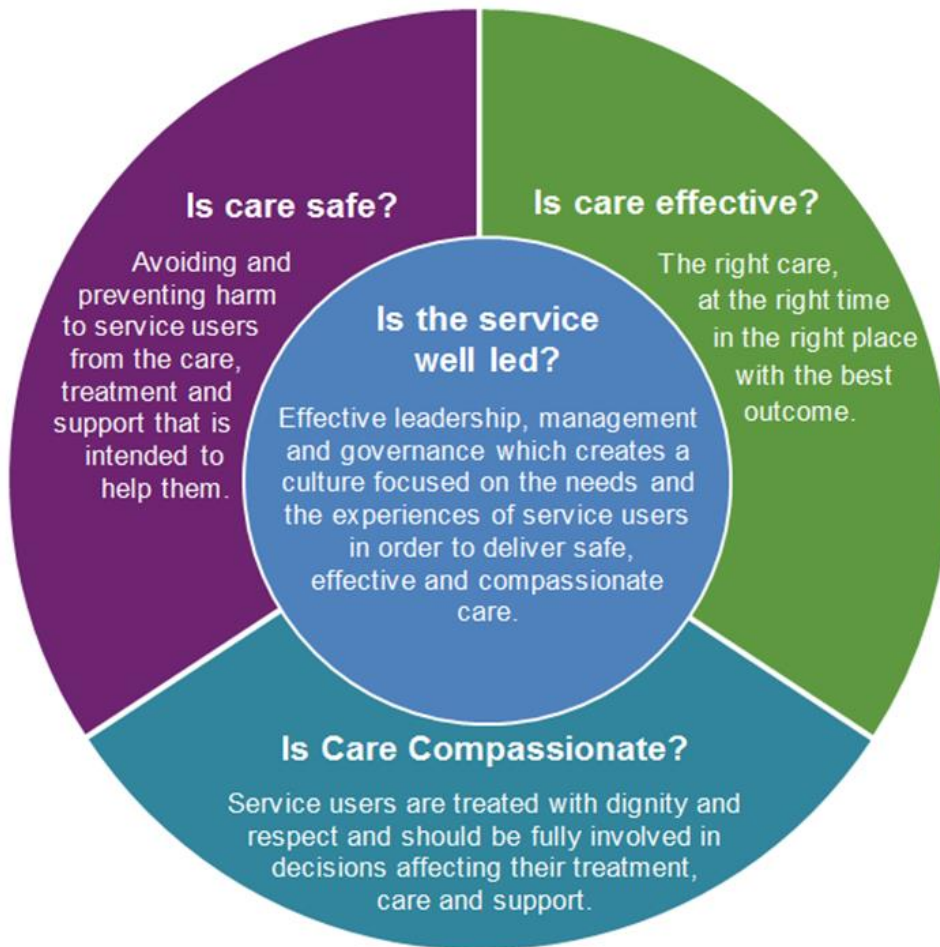 Is care safe?
Avoiding and
preventing harm
to service users
from the care,
treatment and
support that is
intended to
help them.
Is care effective?
The right care,
at the right time
in the right place
with the best
outcome.
Is the service
well led?
Effective leadership, management
and governance which creates a
culture focused on the needs and
the experiences of service users
in order to deliver safe,
effective and compassionate
care.
Is Care Compassionate?
Service users are treated with dignity and
respect and should be fully involved in
decisions affecting their treatment,
care and support.